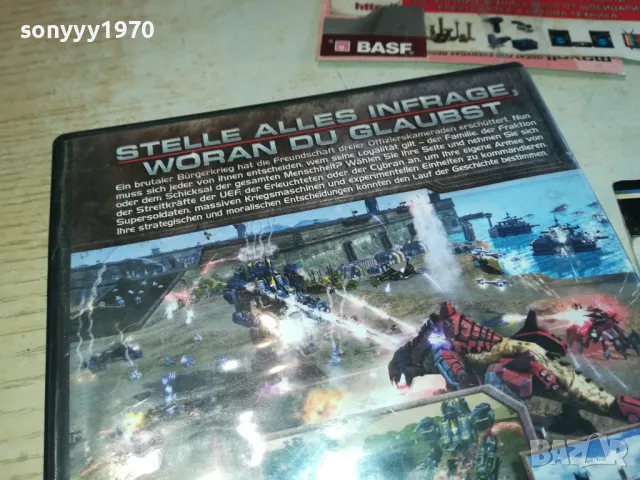 sonyyy1970
http://
BASF
maxell
STELLE ALLES INFRAGE,
WORAN DU GLAUBST
Ein brutaler Bürgerkrieg hat die Freundschaft dreier Offizierskameraden erschüttert. Nun
muss sich jeder von ihnen entscheiden, wem seine Loyalität gilt – der Familie, der Fraktion
oder dem Schicksal der gesamten Menschheit? Wählen Sie Ihre Seite und nehmen Sie sich
der Streitkräfte der UEF, der Erleuchteten oder der Cybran an, um Ihre eigene Armee von
Supersoldaten, massiven Kriegsmaschinen und experimentellen Einheiten zu kommandieren.
Ihre strategischen und moralischen Entscheidungen könnten den Lauf der Geschichte bestimmen.
BAZAR
bg